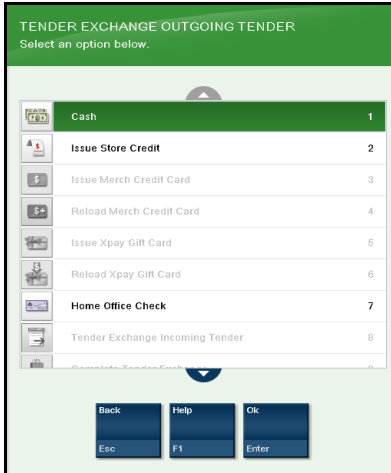 TENDER EXCHANGE OUTGOING TENDER
Select an option below.
Cash 1
Issue Store Credit 2
Issue Merch Credit Card 3
Reload Merch Credit Card 4
Issue Xpay Gift Card 5
Reload Xpay Gift Card 6
Home Office Check 7
Tender Exchange Incoming Tender 8
Back Help Ok
Esc F1 Enter